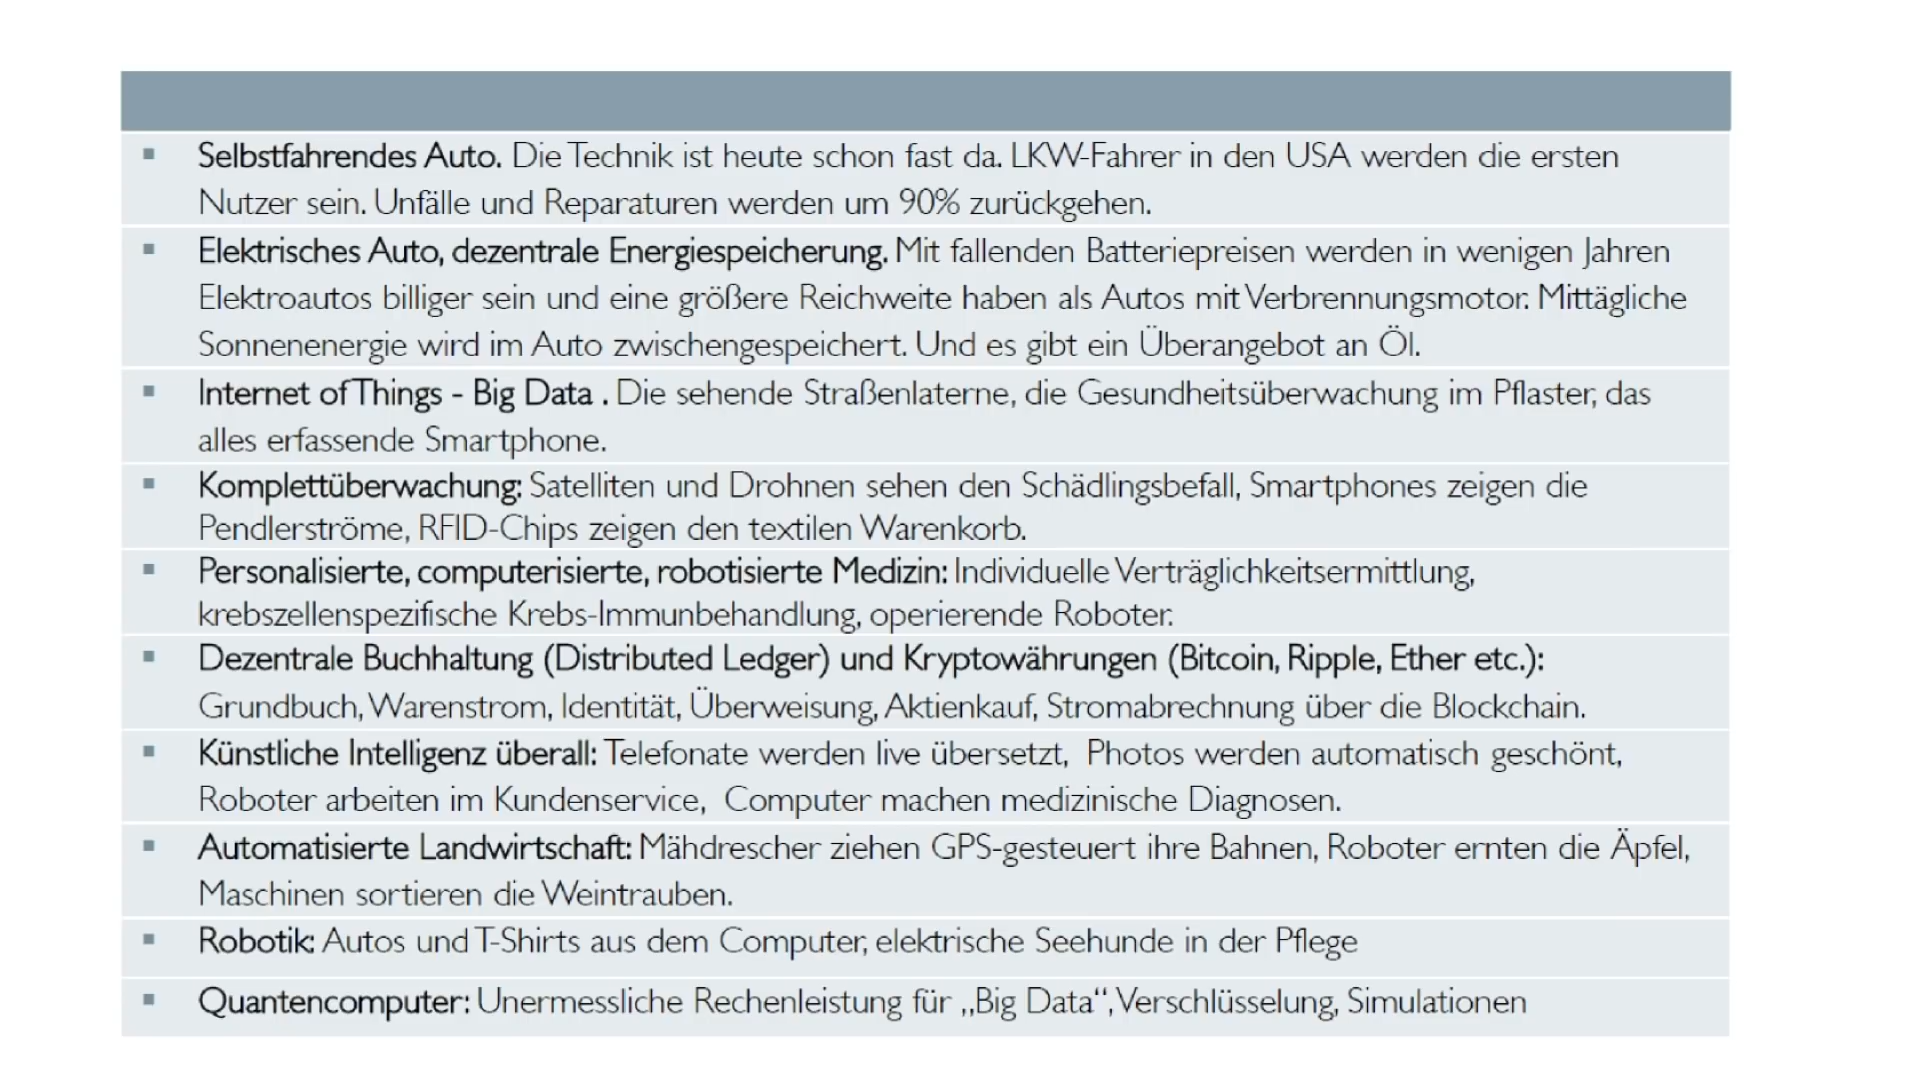 ▪ Selbstfahrendes Auto. Die Technik ist heute schon fast da. LKW-Fahrer in den USA werden die ersten
Nutzer sein. Unfälle und Reparaturen werden um 90% zurückgehen.
▪ Elektrisches Auto, dezentrale Energiespeicherung. Mit fallenden Batteriepreisen werden in wenigen Jahren
Elektroautos billiger sein und eine größere Reichweite haben als Autos mit Verbrennungsmotor. Mittägliche
Sonnenenergie wird im Auto zwischengespeichert. Und es gibt ein Überangebot an Öl.
▪ Internet of Things - Big Data . Die sehende Straßenlaterne, die Gesundheitsüberwachung im Pflaster, das
alles erfassende Smartphone.
▪ Komplettüberwachung: Satelliten und Drohnen sehen den Schädlingsbefall, Smartphones zeigen die
Pendlerströme, RFID-Chips zeigen den textilen Warenkorb.
▪ Personalisierte, computerisierte, robotisierte Medizin: Individuelle Verträglichkeitsermittlung,
krebszellenspezifische Krebs-Immunbehandlung, operierende Roboter.
▪ Dezentrale Buchhaltung (Distributed Ledger) und Kryptowährungen (Bitcoin, Ripple, Ether etc.):
Grundbuch, Warenstrom, Identität, Überweisung, Aktienkauf, Stromabrechnung über die Blockchain.
▪ Künstliche Intelligenz überall: Telefonate werden live übersetzt, Photos werden automatisch geschönt,
Roboter arbeiten im Kundenservice, Computer machen medizinische Diagnosen.
▪ Automatisierte Landwirtschaft: Mähdrescher ziehen GPS-gesteuert ihre Bahnen, Roboter ernten die Äpfel,
Maschinen sortieren die Weintrauben.
▪ Robotik: Autos und T-Shirts aus dem Computer, elektrische Seehunde in der Pflege
▪ Quantencomputer: Unermessliche Rechenleistung für „Big Data“, Verschlüsselung, Simulationen